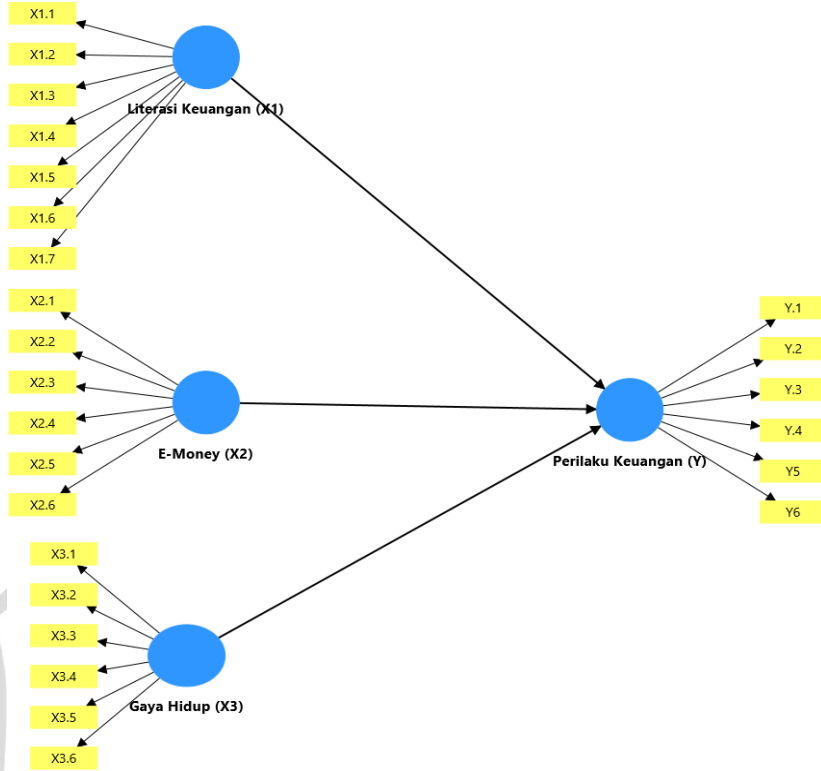 X1.1
X1.2
X1.3
X1.4
X1.5
X1.6
X1.7
Literasi Keuangan (X1)
X2.1
X2.2
X2.3
X2.4
X2.5
X2.6
E-Money (X2)
X3.1
X3.2
X3.3
X3.4
X3.5
X3.6
Gaya Hidup (X3)
Perilaku Keuangan (Y)
Y.1
Y.2
Y.3
Y.4
Y5
Y6